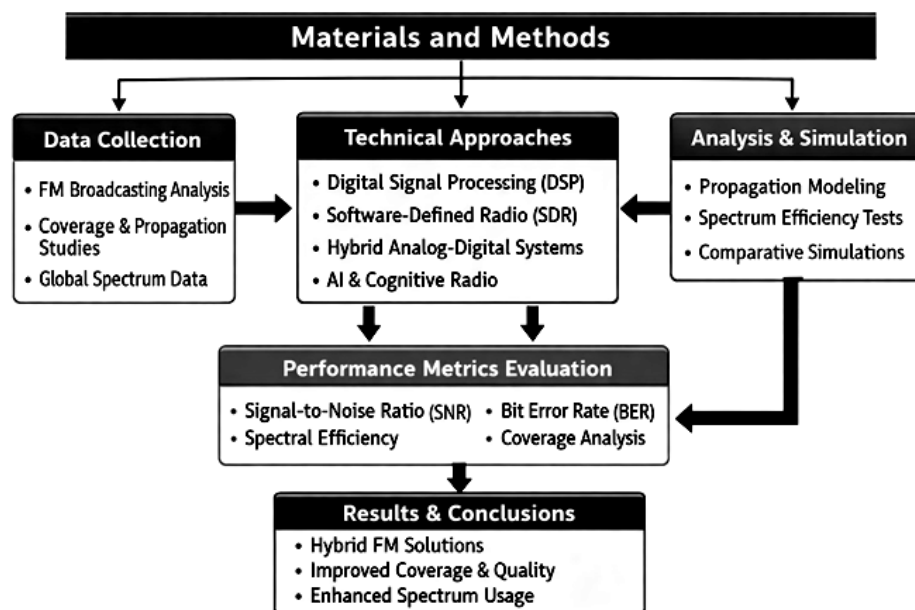 Materials and Methods
Data Collection
• FM Broadcasting Analysis
• Coverage & Propagation
Studies
• Global Spectrum Data
Technical Approaches
• Digital Signal Processing (DSP)
• Software-Defined Radio (SDR)
• Hybrid Analog-Digital Systems
• AI & Cognitive Radio
Analysis & Simulation
• Propagation Modeling
• Spectrum Efficiency Tests
• Comparative Simulations
Performance Metrics Evaluation
• Signal-to-Noise Ratio (SNR)
• Spectral Efficiency
• Bit Error Rate (BER)
• Coverage Analysis
Results & Conclusions
• Hybrid FM Solutions
• Improved Coverage & Quality
• Enhanced Spectrum Usage